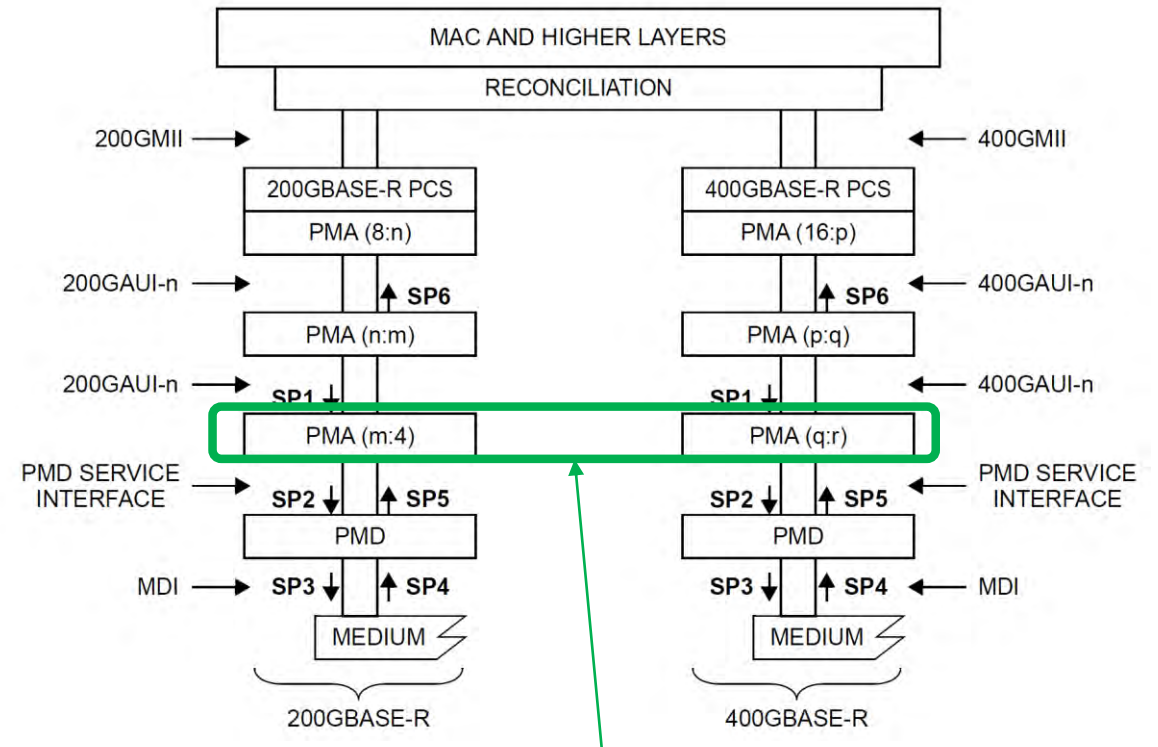 MAC AND HIGHER LAYERS
RECONCILIATION
200GMII
400GMII
200GBASE-R PCS
400GBASE-R PCS
PMA (8:n)
PMA (16:p)
200GAUI-n
SP6
SP6
400GAUI-n
PMA (n:m)
PMA (p:q)
200GAUI-n
SP1
SP1
400GAUI-n
PMA (m:4)
PMA (q:r)
PMD SERVICE
INTERFACE
SP2
SP5
SP2
SP5
PMD SERVICE
INTERFACE
PMD
PMD
MDI
SP3
SP4
SP3
SP4
MDI
MEDIUM
MEDIUM
200GBASE-R
400GBASE-R